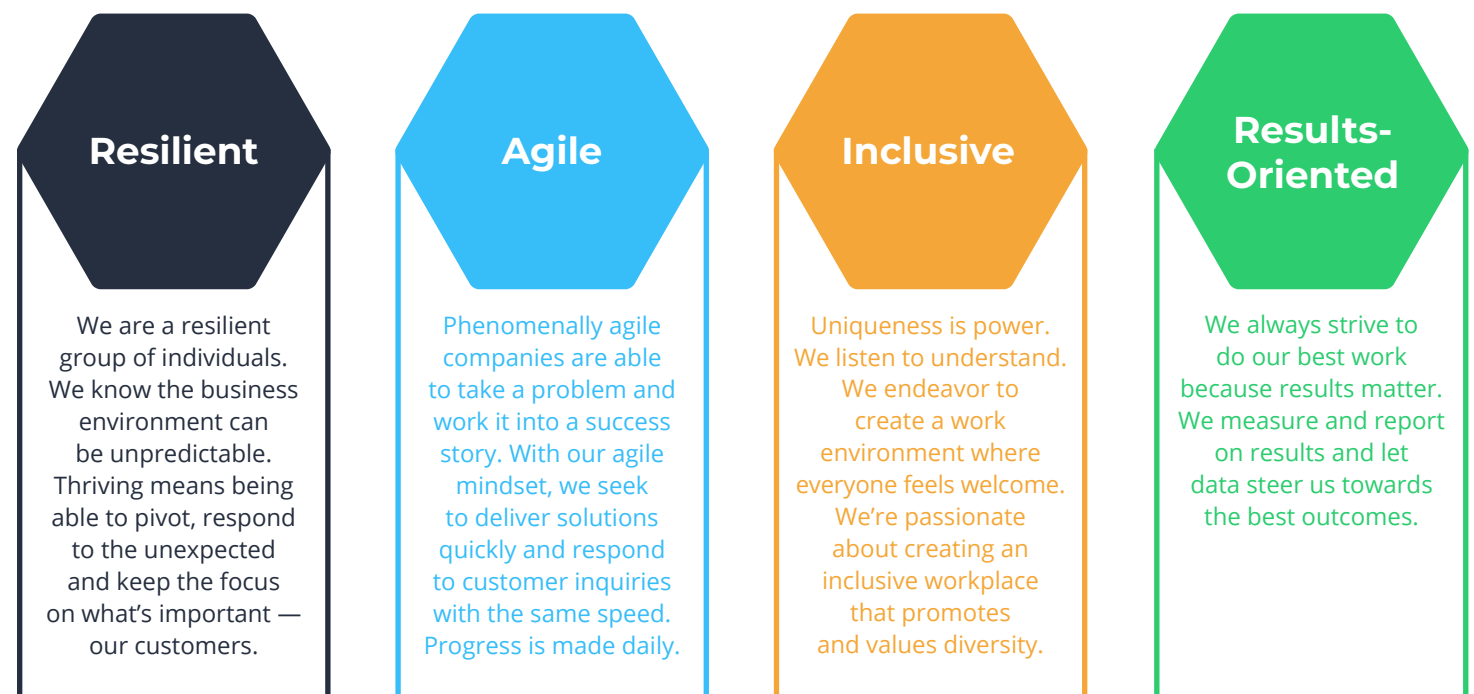 Resilient
We are a resilient
group of individuals.
We know the business
environment can
be unpredictable.
Thriving means being
able to pivot, respond
to the unexpected
and keep the focus
on what’s important —
our customers.
Agile
Phenomenally agile
companies are able
to take a problem and
work it into a success
story. With our agile
mindset, we seek
to deliver solutions
quickly and respond
to customer inquiries
with the same speed.
Progress is made daily.
Inclusive
Uniqueness is power.
We listen to understand.
We endeavor to
create a work
environment where
everyone feels welcome.
We’re passionate
about creating an
inclusive workplace
that promotes
and values diversity.
Results-
Oriented
We always strive to
do our best work
because results matter.
We measure and report
on results and let
data steer us towards
the best outcomes.